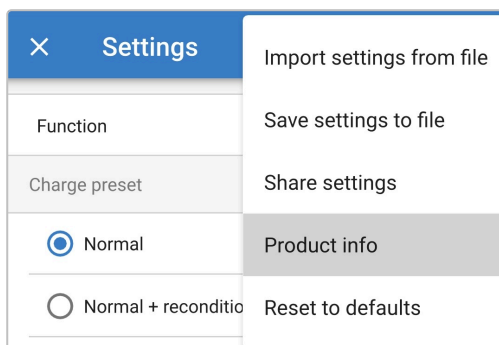 Settings
Import settings from file
Function
Save settings to file
Charge preset
Share settings
Normal
Product info
Normal + reconditio
Reset to defaults